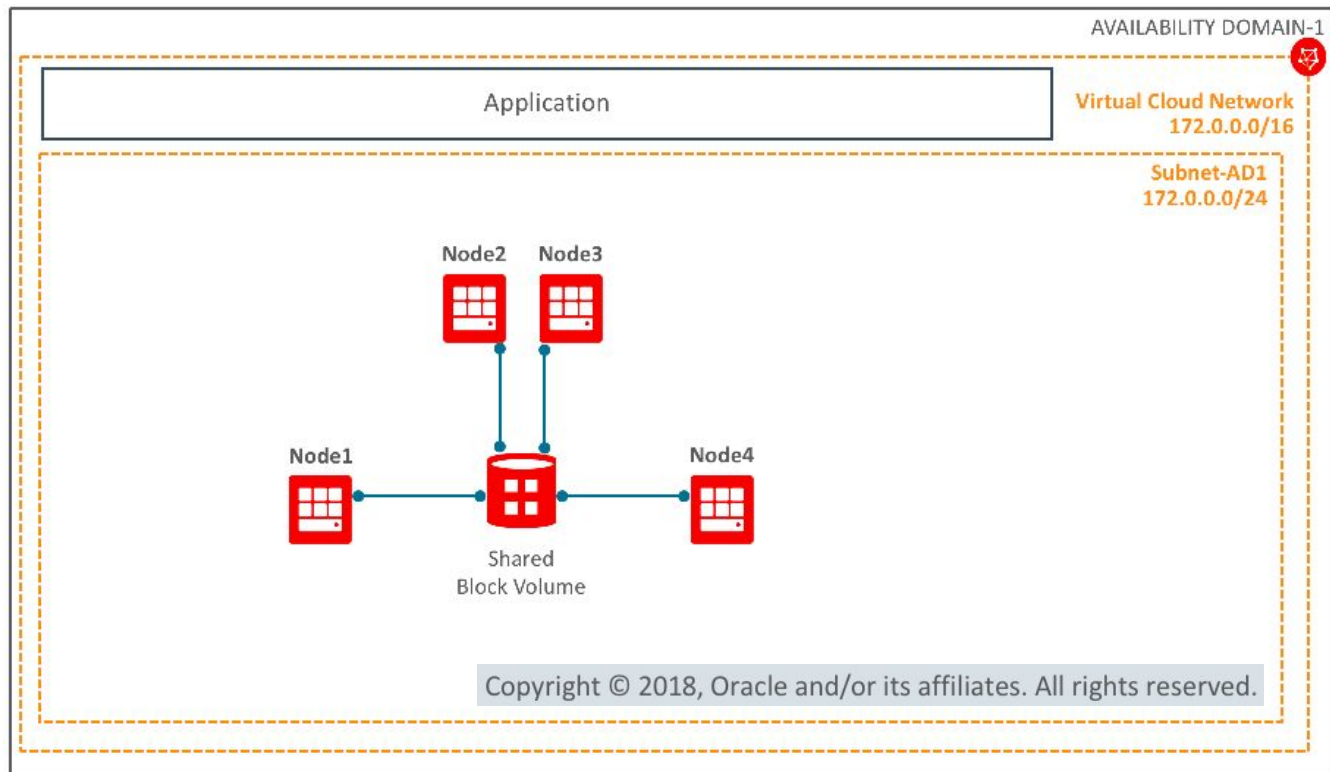 AVAILABILITY DOMAIN-1
Application
Virtual Cloud Network
172.0.0.0/16
Subnet-AD1
172.0.0.0/24
Node2
Node3
Node1
Node4
Shared
Block Volume
Copyright © 2018, Oracle and/or its affiliates. All rights reserved.